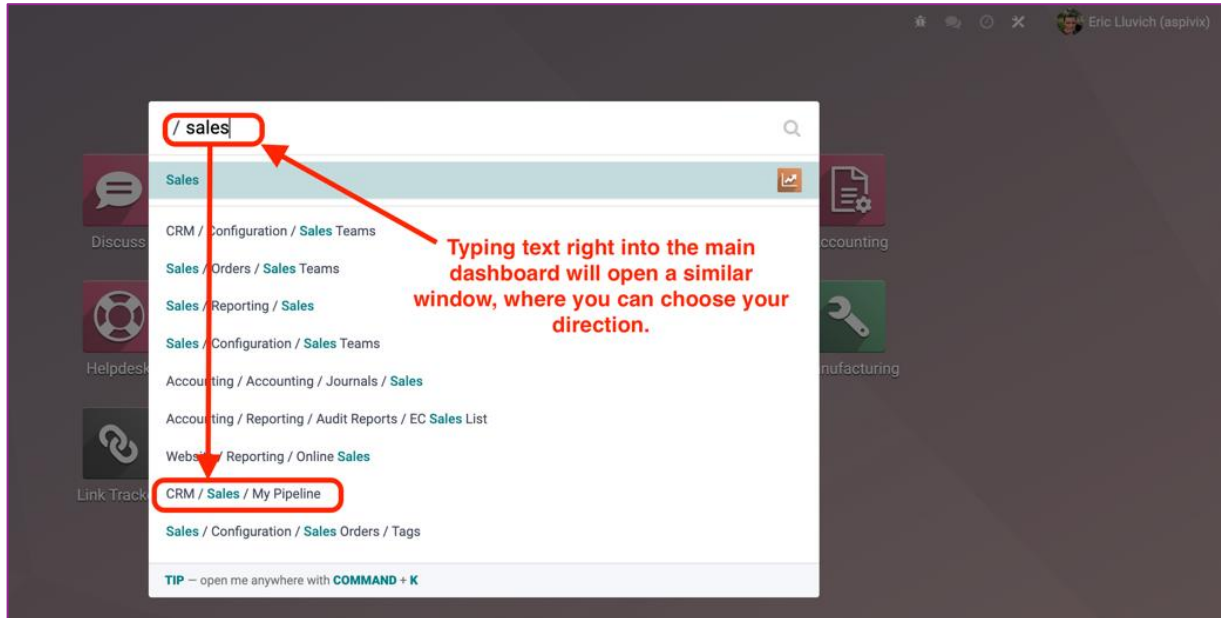 Eric Lluvich (aspivix)
/ sales
Sales
CRM / Configuration / Sales Teams
Sales / Orders / Sales Teams
Sales / Reporting / Sales
Sales / Configuration / Sales Teams
Accounting / Accounting / Journals / Sales
Accounting / Reporting / Audit Reports / EC Sales List
Website / Reporting / Online Sales
CRM / Sales / My Pipeline
Sales / Configuration / Sales Orders / Tags
TIP — open me anywhere with COMMAND + K
Typing text right into the main
dashboard will open a similar
window, where you can choose your
direction.
Discuss
ccounting
Helpdesk
nufacturing
Link Track